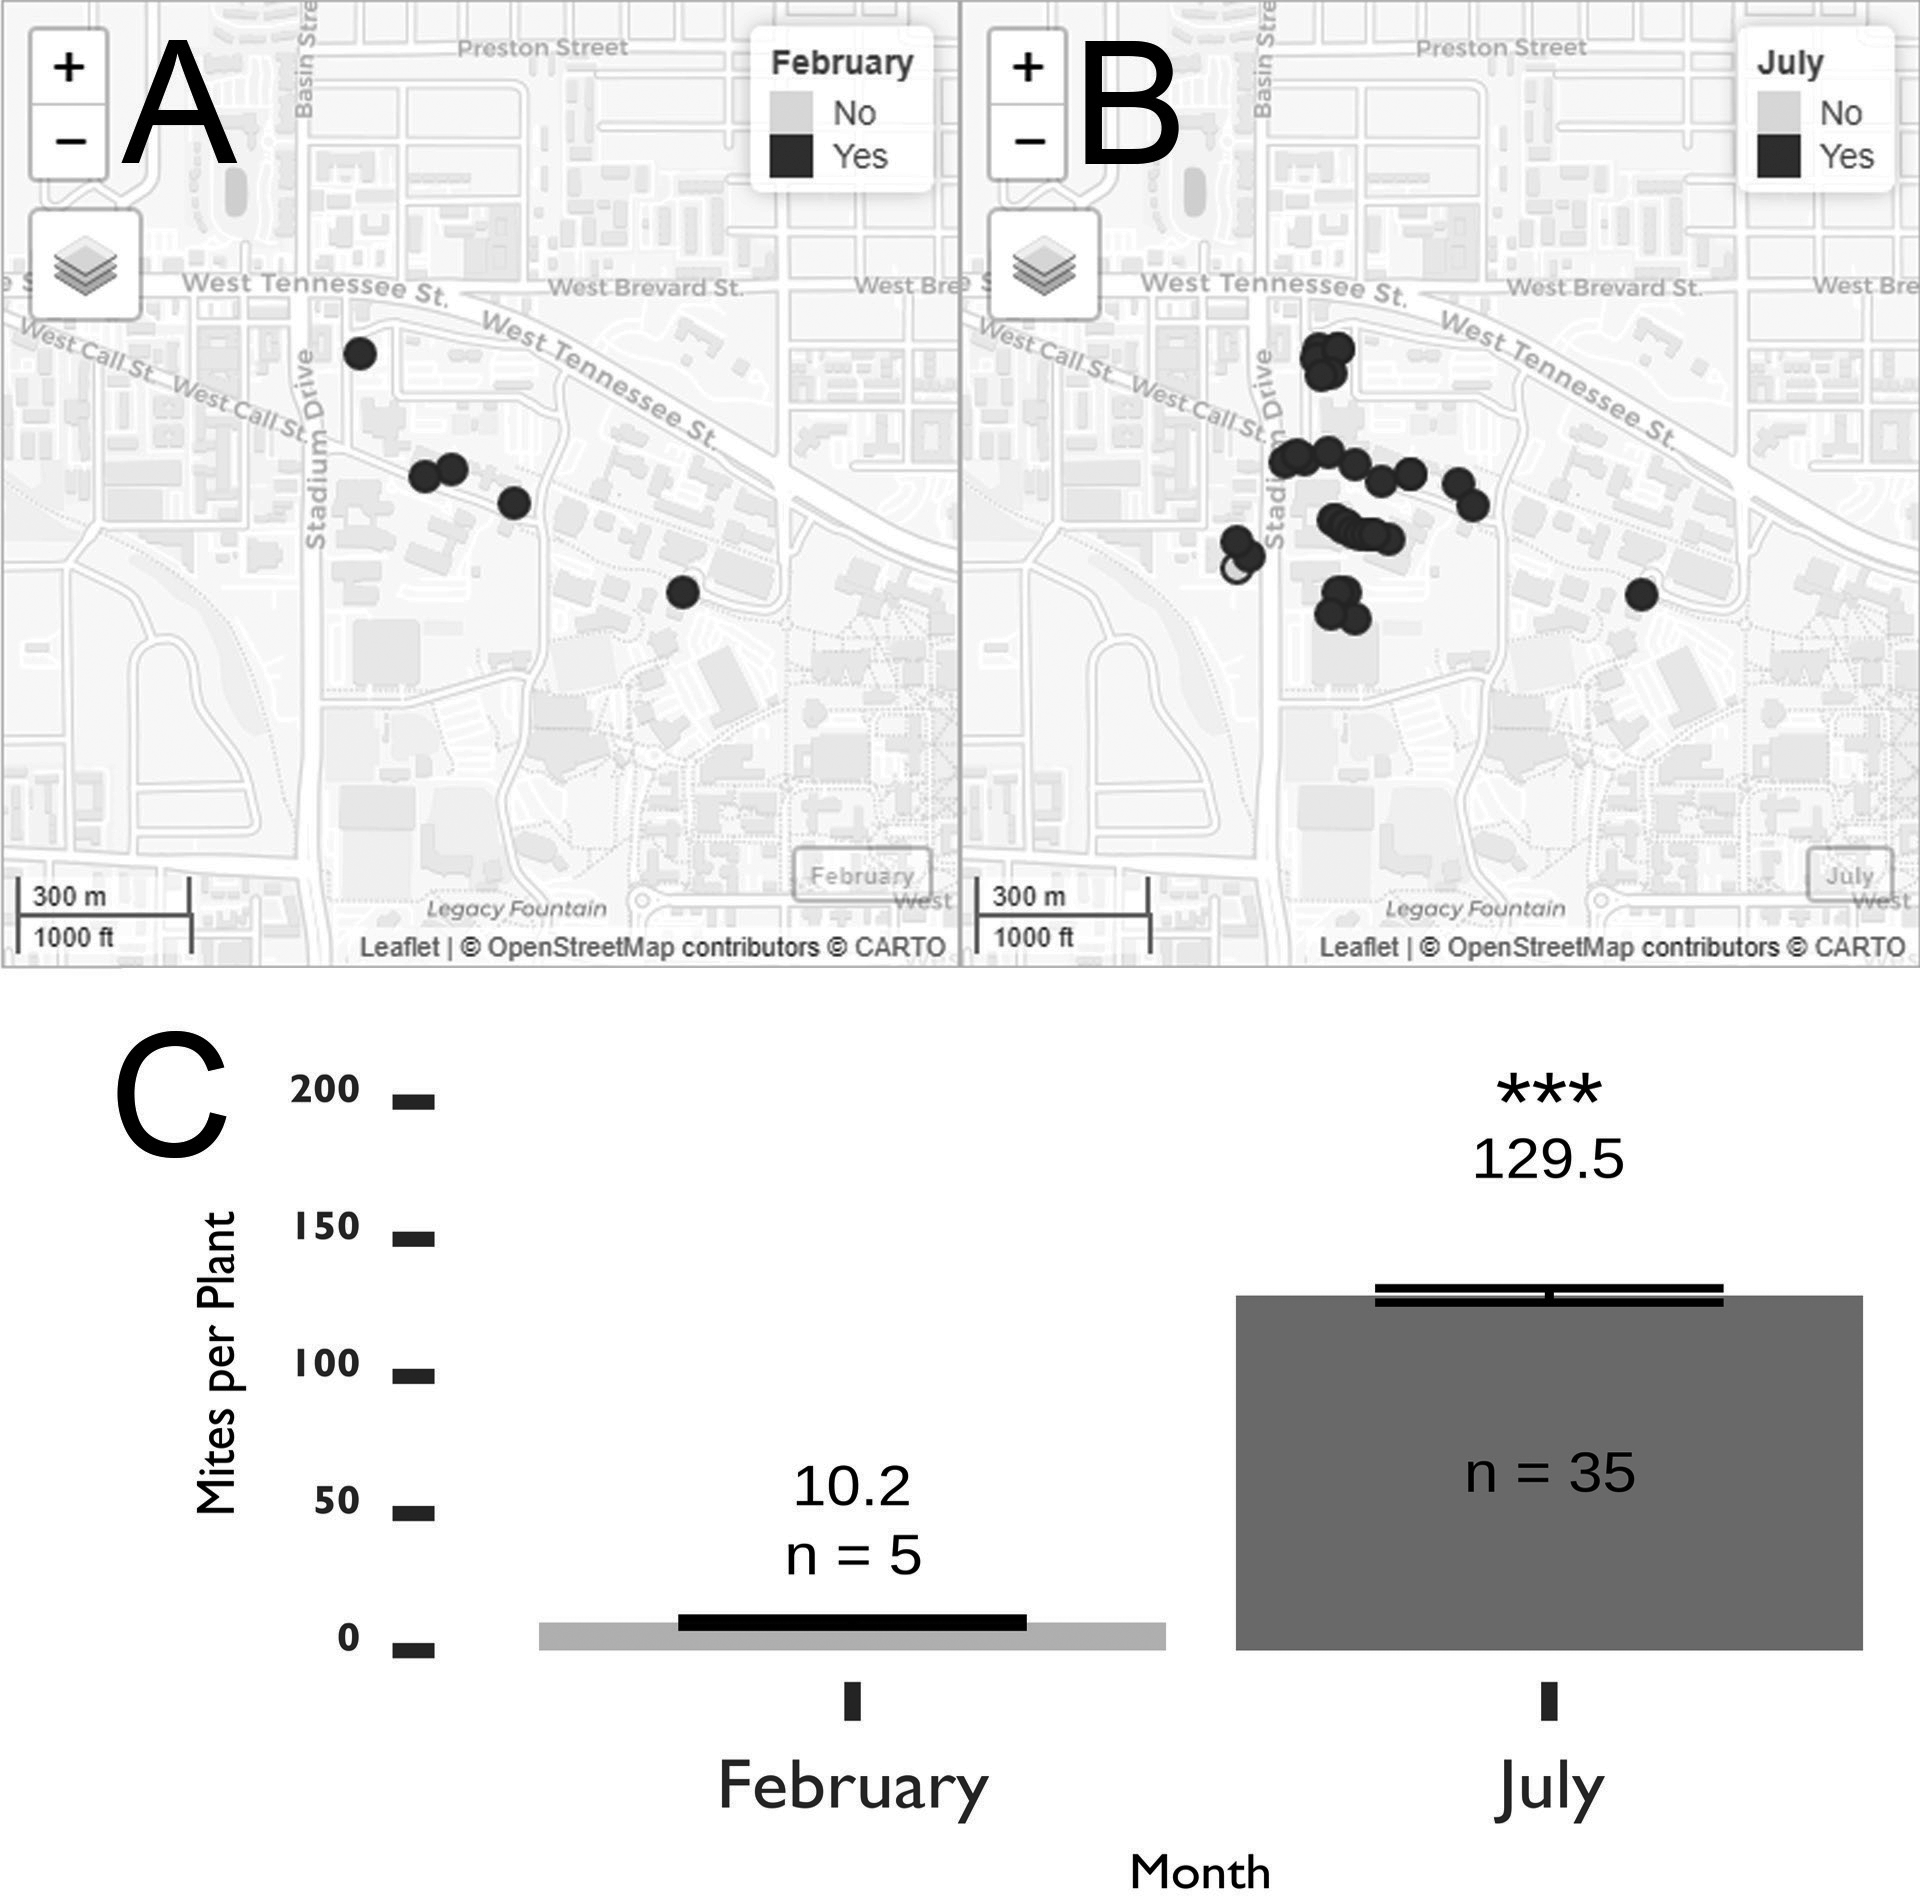 A
+
−
Basin Stre
Preston Street
February
No
Yes
West Tennessee St.
West Brevard St.
West Bre
West Call St.
West Call St.
West Tennessee St.
Stadium Drive
February
West
300 m
1000 ft
Legacy Fountain
Leaflet | © OpenStreetMap contributors © CARTO
B
+
−
Basin Stre
Preston Street
July
No
Yes
e S
West Tennessee St.
West Brevard St.
West Bre
West Call St.
West Call St.
West Tennessee St.
Stadium Drive
July
West
300 m
1000 ft
Legacy Fountain
Leaflet | © OpenStreetMap contributors © CARTO
C
Mites per Plant
200
150
100
50
0
10.2
n = 5
***
129.5
n = 35
February
July
Month